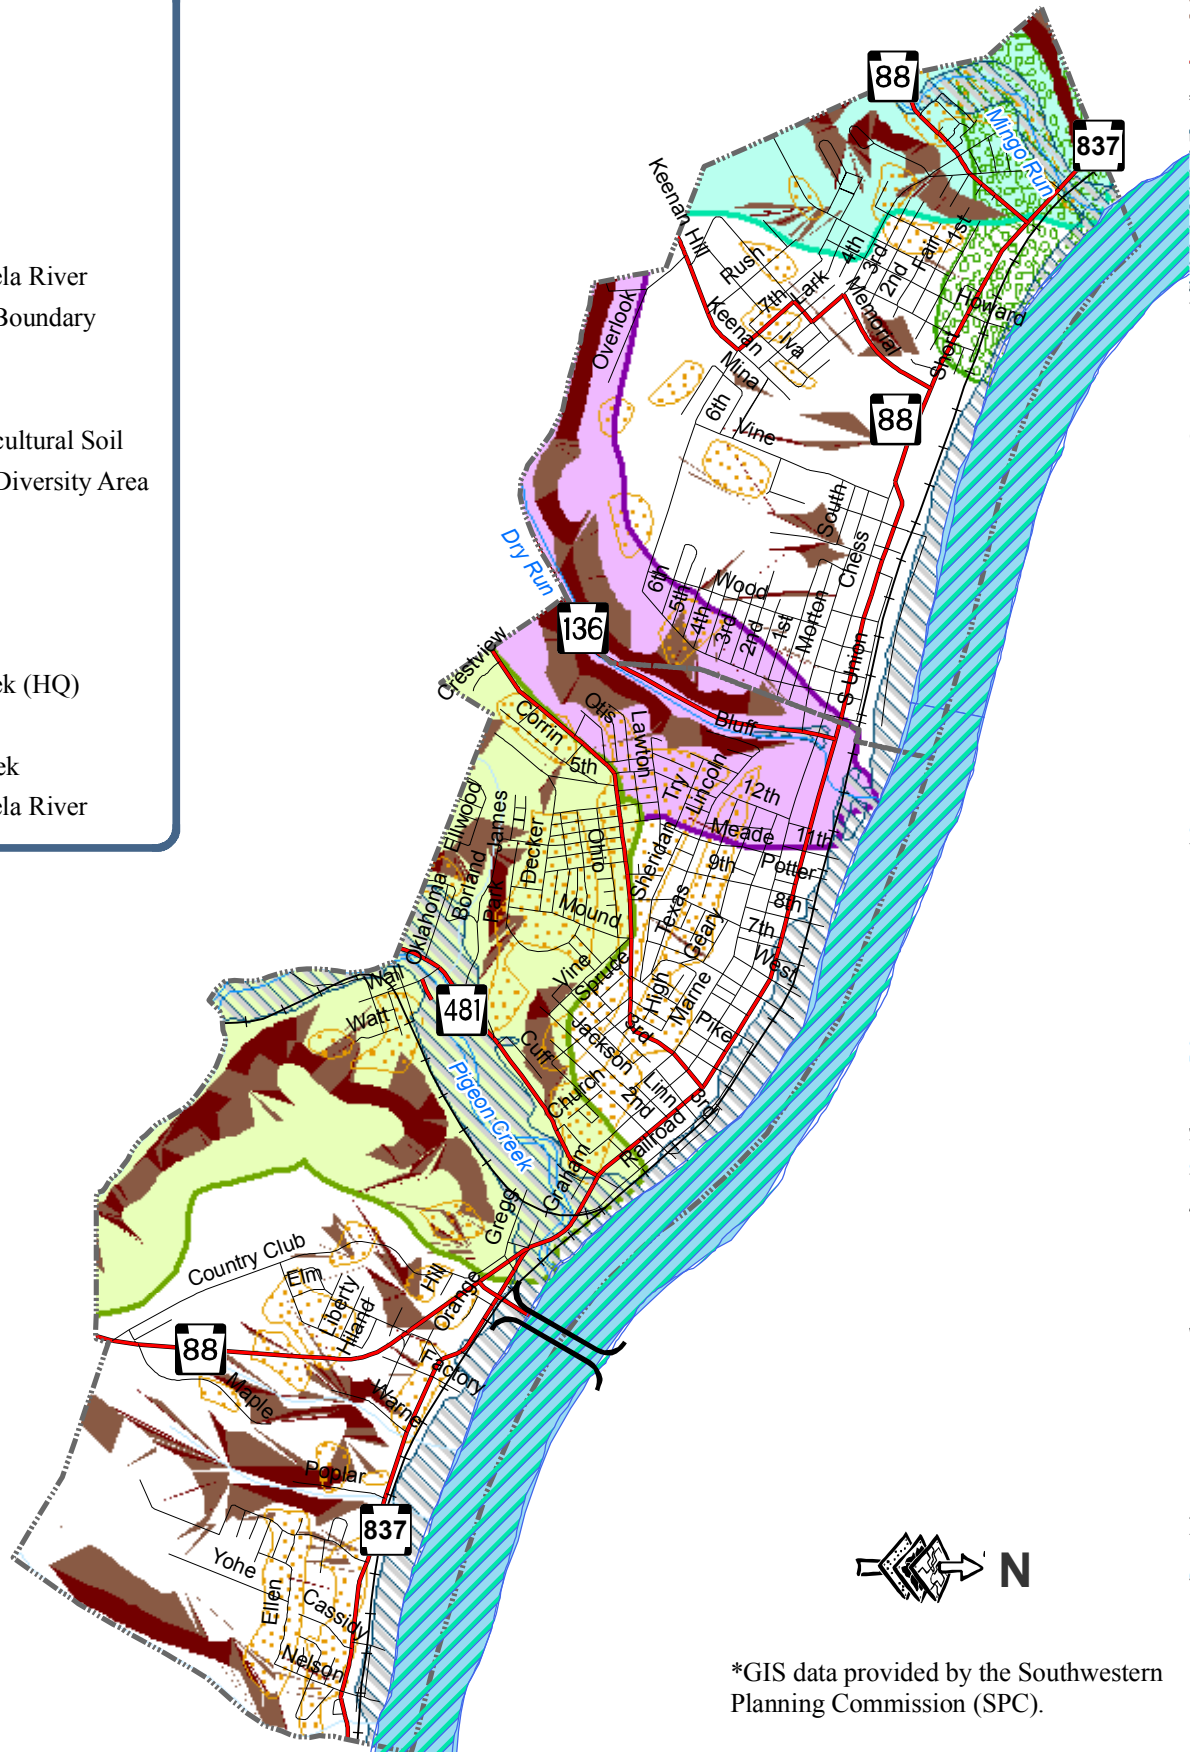 ela River
Boundary
cultural Soil
Diversity Area
ek (HQ)
ek
ela River
88
Mingo Run
837
Keenan Hill
Rush
4th
3rd
2nd
Fair
1st
7th
Lark
Memorial
Howard
Keenan
Iva
Short
Overlook
Mina
6th
88
Vine
South
Chess
Dry Run
6th
5th
4th
3rd
2nd
1st
Wood
Morton
136
S Union
Crestview
Corrin
Otis
Lawton
Bluff
5th
Try
Lincoln
12th
Ellwood
James
Decker
Ohio
Meade
11th
Sheridan
9th
Potter
Oklahoma
Borland
Park
Mound
Texas
Geary
8th
7th
West
Wall
Watt
481
Vine
Spruce
High
Marne
Pike
3rd
Jackson
Cuff
Church
Linn
2nd
3rd
Pigeon Creek
Railroad
Graham
Gregg
Country Club
Elm
Liberty
Hiland
Hill
Orange
88
Factory
Maple
Warne
Poplar
837
Yohe
Ellen
Cassidy
Nelson
N
*GIS data provided by the Southwestern
Planning Commission (SPC).